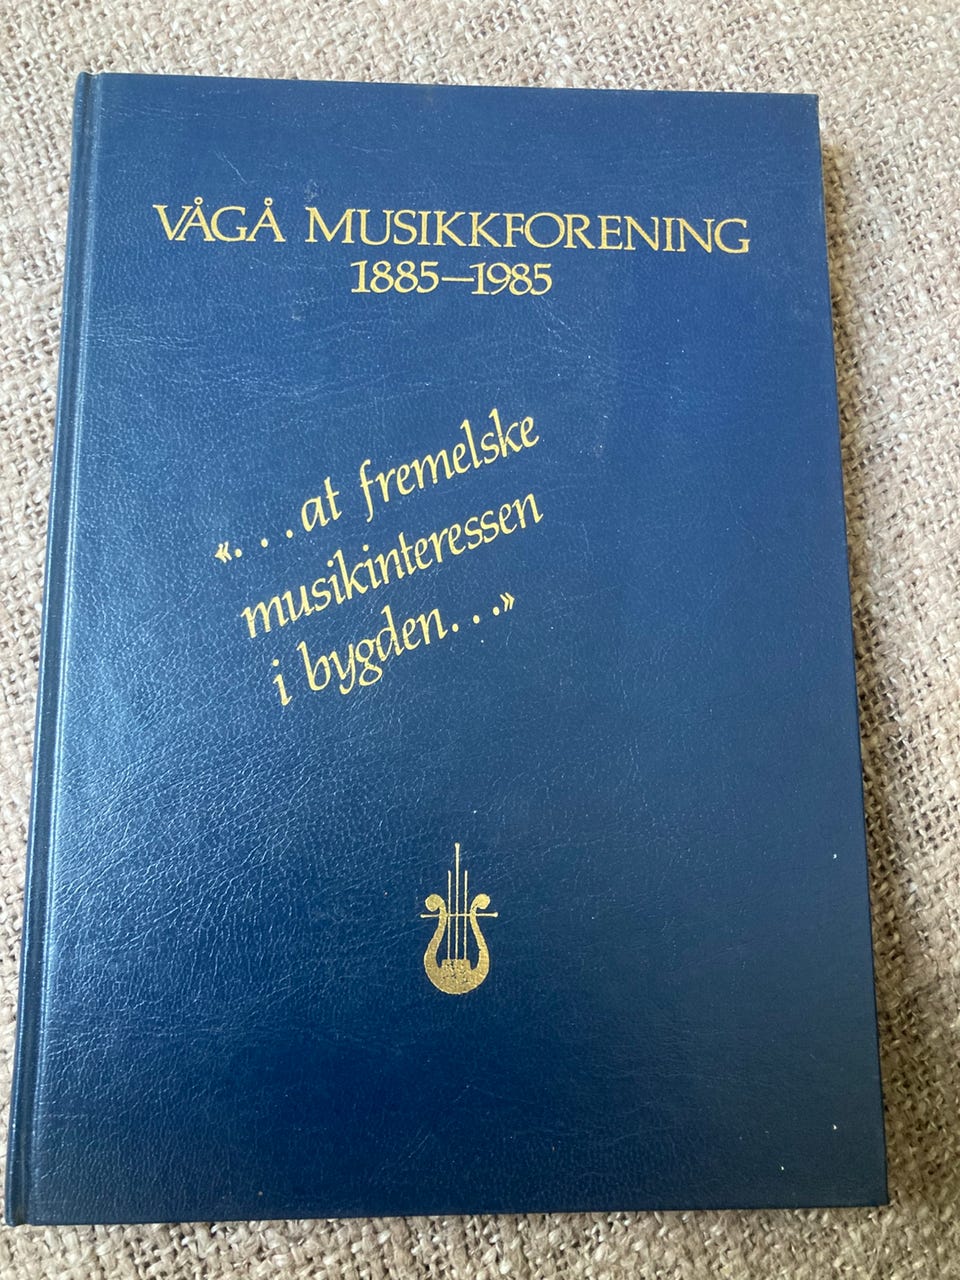 VÅGÅ MUSIKKFORENING
1885—1985
«. . . at fremelske
musikinteressen
i bygden. . .»